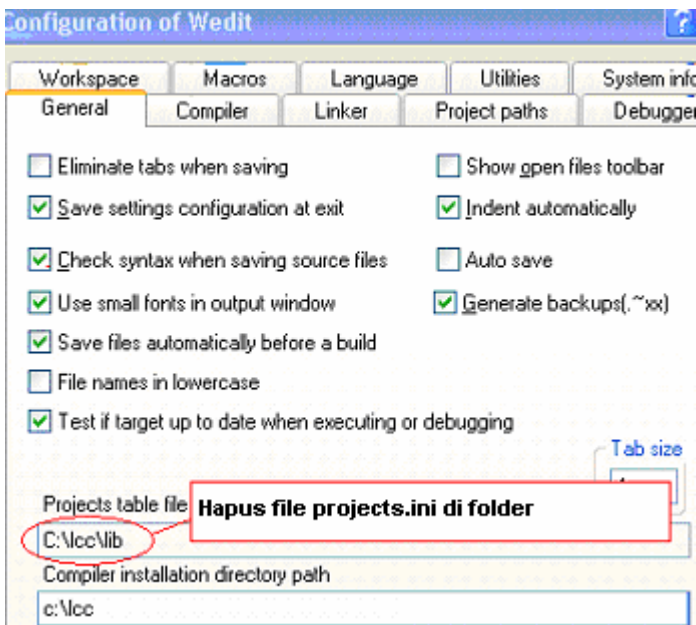 Configuration of Wedit
Workspace Macros Language Utilities System info
General Compiler Linker Project paths Debugger
Eliminate tabs when saving Show open files toolbar
Save settings configuration at exit Indent automatically
Check syntax when saving source files Auto save
Use small fonts in output window Generate backups(.~xx)
Save files automatically before a build
File names in lowercase
Test if target up to date when executing or debugging
Tab size
Projects table file
Hapus file projects.ini di folder
C:\lcc\lib
Compiler installation directory path
c:\lcc